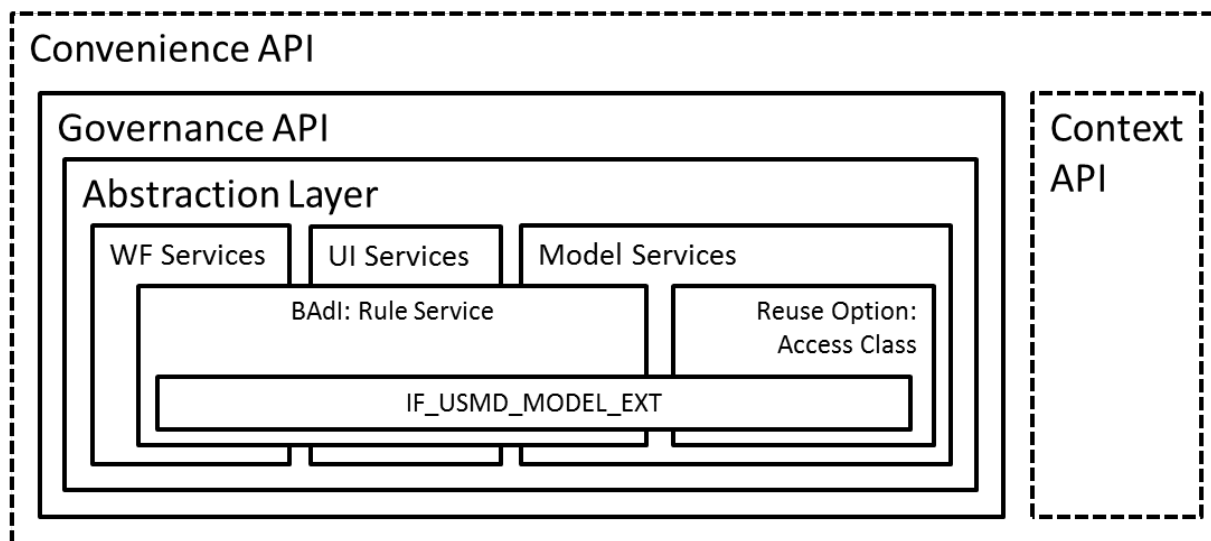 Convenience API
Governance API
Context
API
Abstraction Layer
WF Services
UI Services
Model Services
BAdI: Rule Service
Reuse Option:
Access Class
IF_USMD_MODEL_EXT